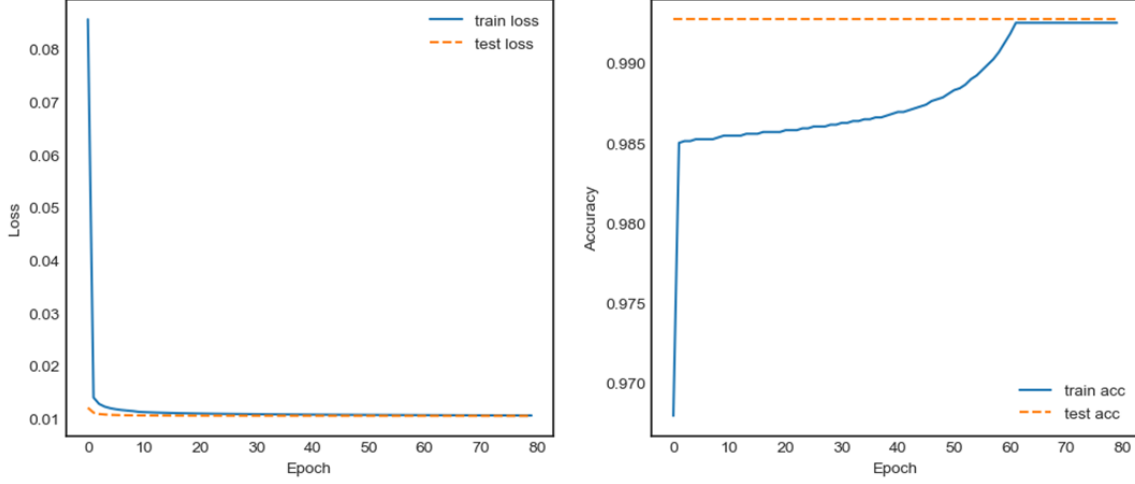 train loss
test loss
0.08
0.07
0.06
0.05
0.04
0.03
0.02
0.01
Loss
0 10 20 30 40 50 60 70 80
Epoch
0.990
0.985
0.980
0.975
0.970
Accuracy
train acc
test acc
0 10 20 30 40 50 60 70 80
Epoch